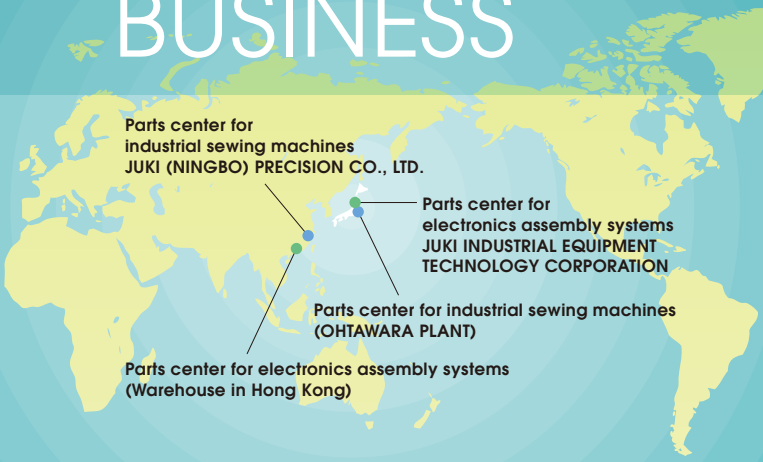 BUSINESS
Parts center for
industrial sewing machines
JUKI (NINGBO) PRECISION CO., LTD.
Parts center for
electronics assembly systems
JUKI INDUSTRIAL EQUIPMENT
TECHNOLOGY CORPORATION
Parts center for industrial sewing machines
(OHTAWARA PLANT)
Parts center for electronics assembly systems
(Warehouse in Hong Kong)